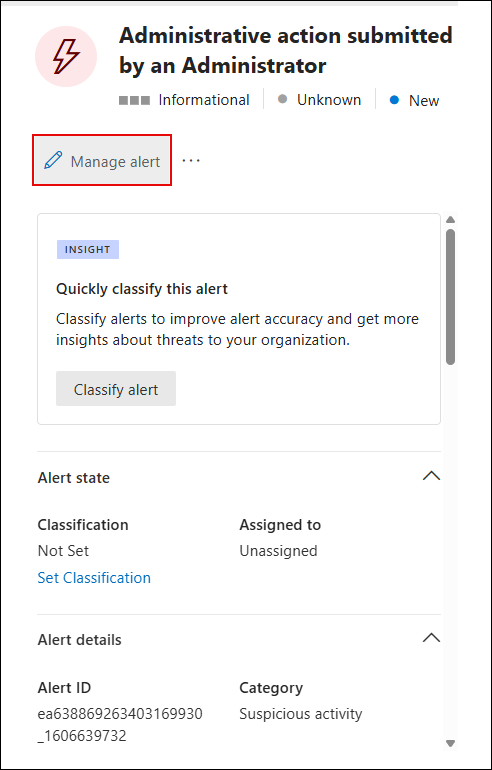 Administrative action submitted
by an Administrator
Informational Unknown New
Manage alert ...
INSIGHT
Quickly classify this alert
Classify alerts to improve alert accuracy and get more
insights about threats to your organization.
Classify alert
Alert state
Classification Assigned to
Not Set Unassigned
Set Classification
Alert details
Alert ID Category
ea638869263403169930 Suspicious activity
_1606639732